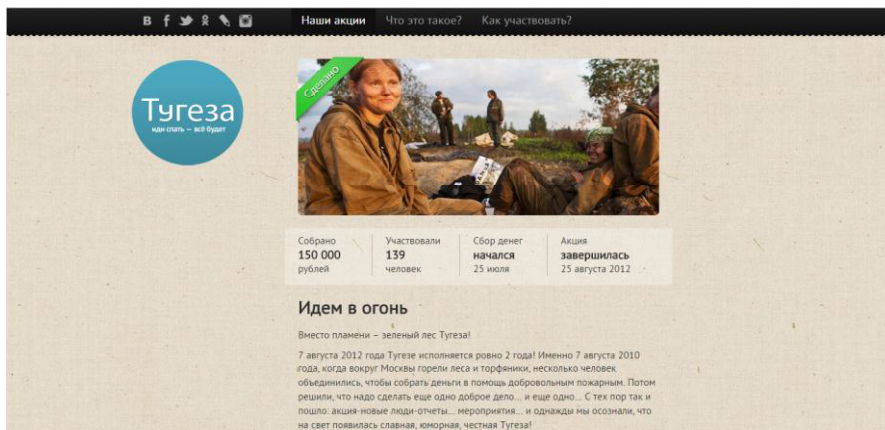 Наши акции Что это такое? Как участвовать?
Сделано
Тугеза
иди спать — всё будет
Собрано Участвовали Сбор денег Акция
150 000 139 начался завершилась
рублей человек 25 июля 25 августа 2012
Идем в огонь
Вместо пламени – зеленый лес Тугеза!
7 августа 2012 года Тугезе исполняется ровно 2 года! Именно 7 августа 2010
года, когда вокруг Москвы горели леса и торфяники, несколько человек
объединились, чтобы собрать деньги в помощь добровольным пожарным. Потом
решили, что надо сделать еще одно доброе дело... и еще одно... С тех пор так и
пошло: акция-новые люди-отчеты... мероприятия... и однажды мы осознали, что
на свет появилась славная, юморная, честная Тугеза!